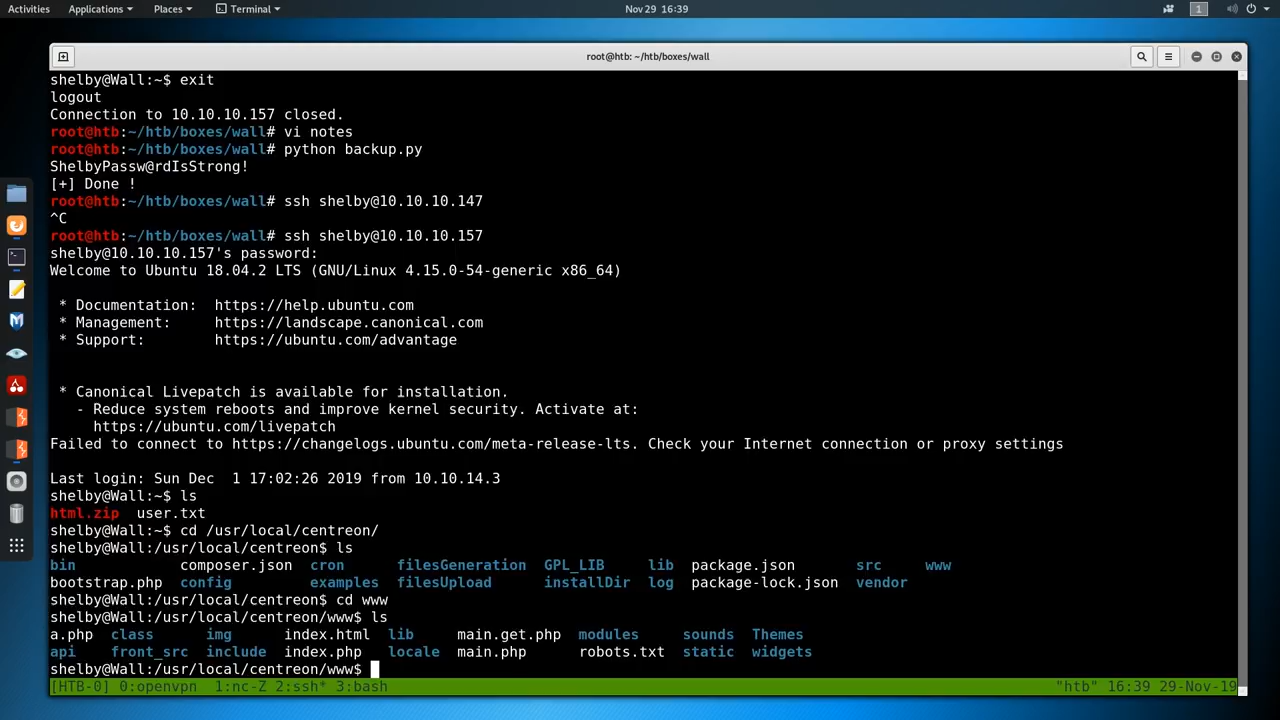 Activities Applications Places Terminal Nov 29 16:39 1
root@htb: ~/htb/boxes/wall
shelby@Wall:~$ exit
logout
Connection to 10.10.10.157 closed.
root@htb:~/htb/boxes/wall# vi notes
root@htb:~/htb/boxes/wall# python backup.py
ShelbyPassw@rdIsStrong!
[+] Done !
root@htb:~/htb/boxes/wall# ssh shelby@10.10.10.147
^C
root@htb:~/htb/boxes/wall# ssh shelby@10.10.10.157
shelby@10.10.10.157's password:
Welcome to Ubuntu 18.04.2 LTS (GNU/Linux 4.15.0-54-generic x86_64)
* Documentation: https://help.ubuntu.com
* Management: https://landscape.canonical.com
* Support: https://ubuntu.com/advantage
* Canonical Livepatch is available for installation.
- Reduce system reboots and improve kernel security. Activate at:
https://ubuntu.com/livepatch
Failed to connect to https://changelogs.ubuntu.com/meta-release-lts. Check your Internet connection or proxy settings
Last login: Sun Dec 1 17:02:26 2019 from 10.10.14.3
shelby@Wall:~$ ls
html.zip user.txt
shelby@Wall:~$ cd /usr/local/centreon/
shelby@Wall:/usr/local/centreon$ ls
bin composer.json cron filesGeneration GPL_LIB lib package.json src www
bootstrap.php config examples filesUpload installDir log package-lock.json vendor
shelby@Wall:/usr/local/centreon$ cd www
shelby@Wall:/usr/local/centreon/www$ ls
a.php class img index.html lib main.get.php modules sounds Themes
api front_src include index.php locale main.php robots.txt static widgets
shelby@Wall:/usr/local/centreon/www$
[HTB-0] 0:openvpn 1:nc-Z 2:ssh* 3:bash "htb" 16:39 29-Nov-19